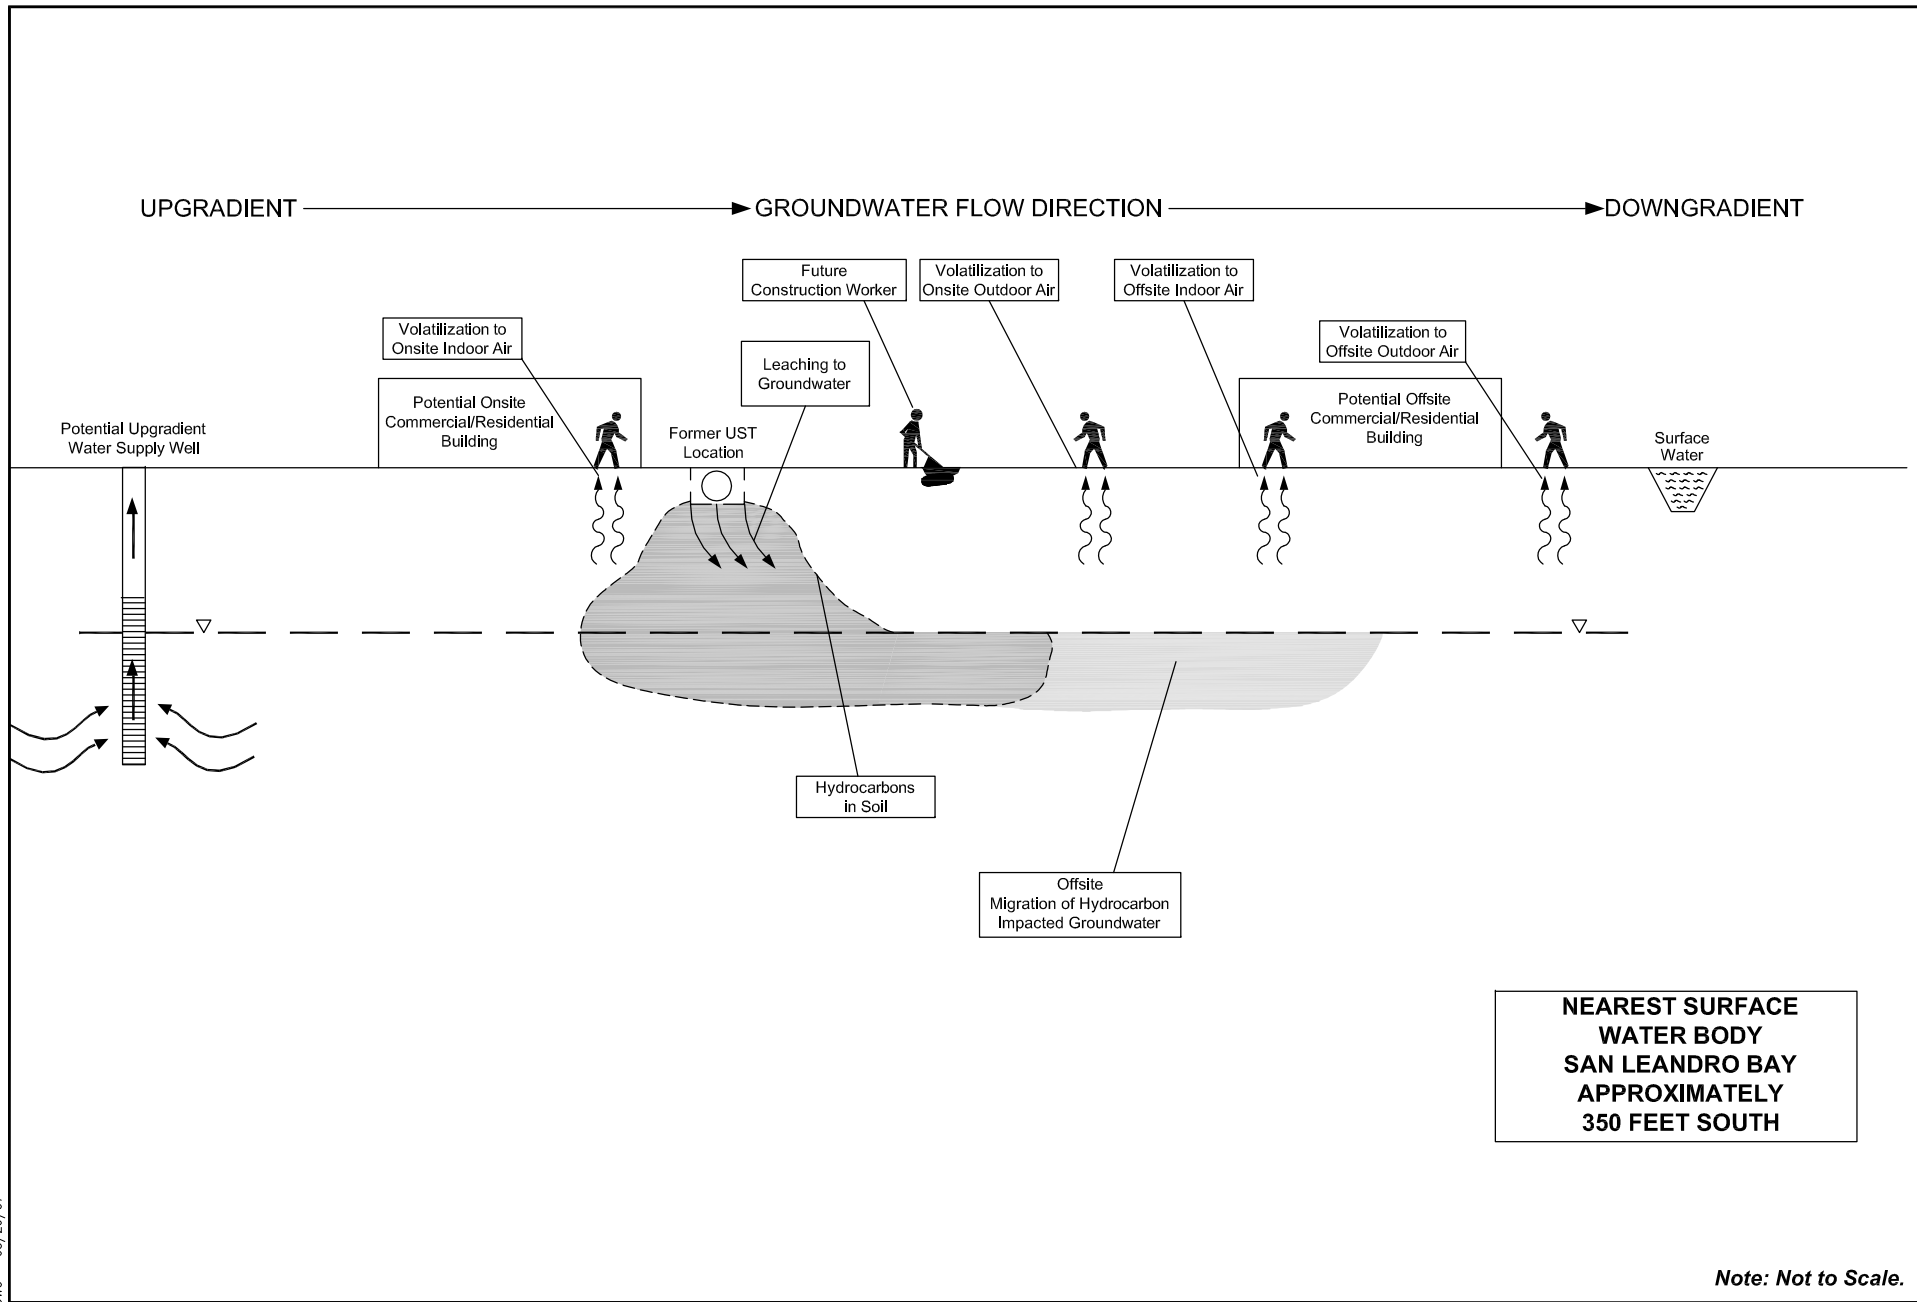 UPGRADIENT
GROUNDWATER FLOW DIRECTION
DOWNGRADIENT
Future
Construction Worker
Volatilization to
Onsite Outdoor Air
Volatilization to
Offsite Indoor Air
Volatilization to
Onsite Indoor Air
Volatilization to
Offsite Outdoor Air
Leaching to
Groundwater
Potential Upgradient
Water Supply Well
Potential Onsite
Commercial/Residential
Building
Former UST
Location
Potential Offsite
Commercial/Residential
Building
Surface
Water
Hydrocarbons
in Soil
Offsite
Migration of Hydrocarbon
Impacted Groundwater
NEAREST SURFACE
WATER BODY
SAN LEANDRO BAY
APPROXIMATELY
350 FEET SOUTH
Note: Not to Scale.